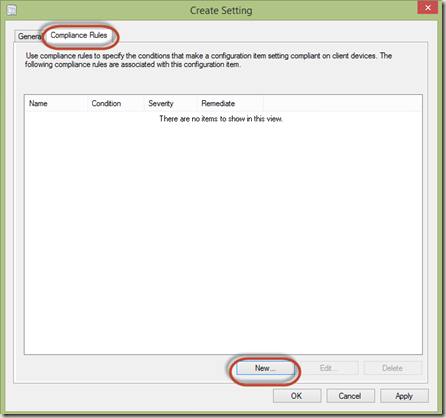 Create Setting
General Compliance Rules
Use compliance rules to specify the conditions that make a configuration item setting compliant on client devices. The
following compliance rules are associated with this configuration item.
Name Condition Severity Remediate
There are no items to show in this view.
New... Edit... Delete
OK Cancel Apply